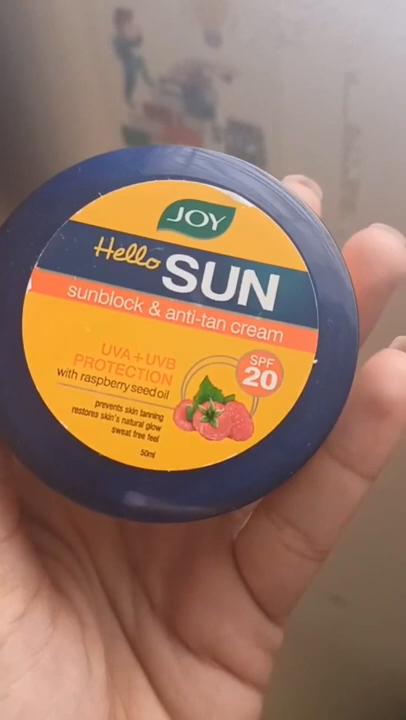 JOY
Hello SUN
sunblock & anti-tan cream
UVA+UVB
PROTECTION
with raspberry seed oil
SPF
20
prevents skin tanning
restores skin's natural glow
sweat free feel
50ml